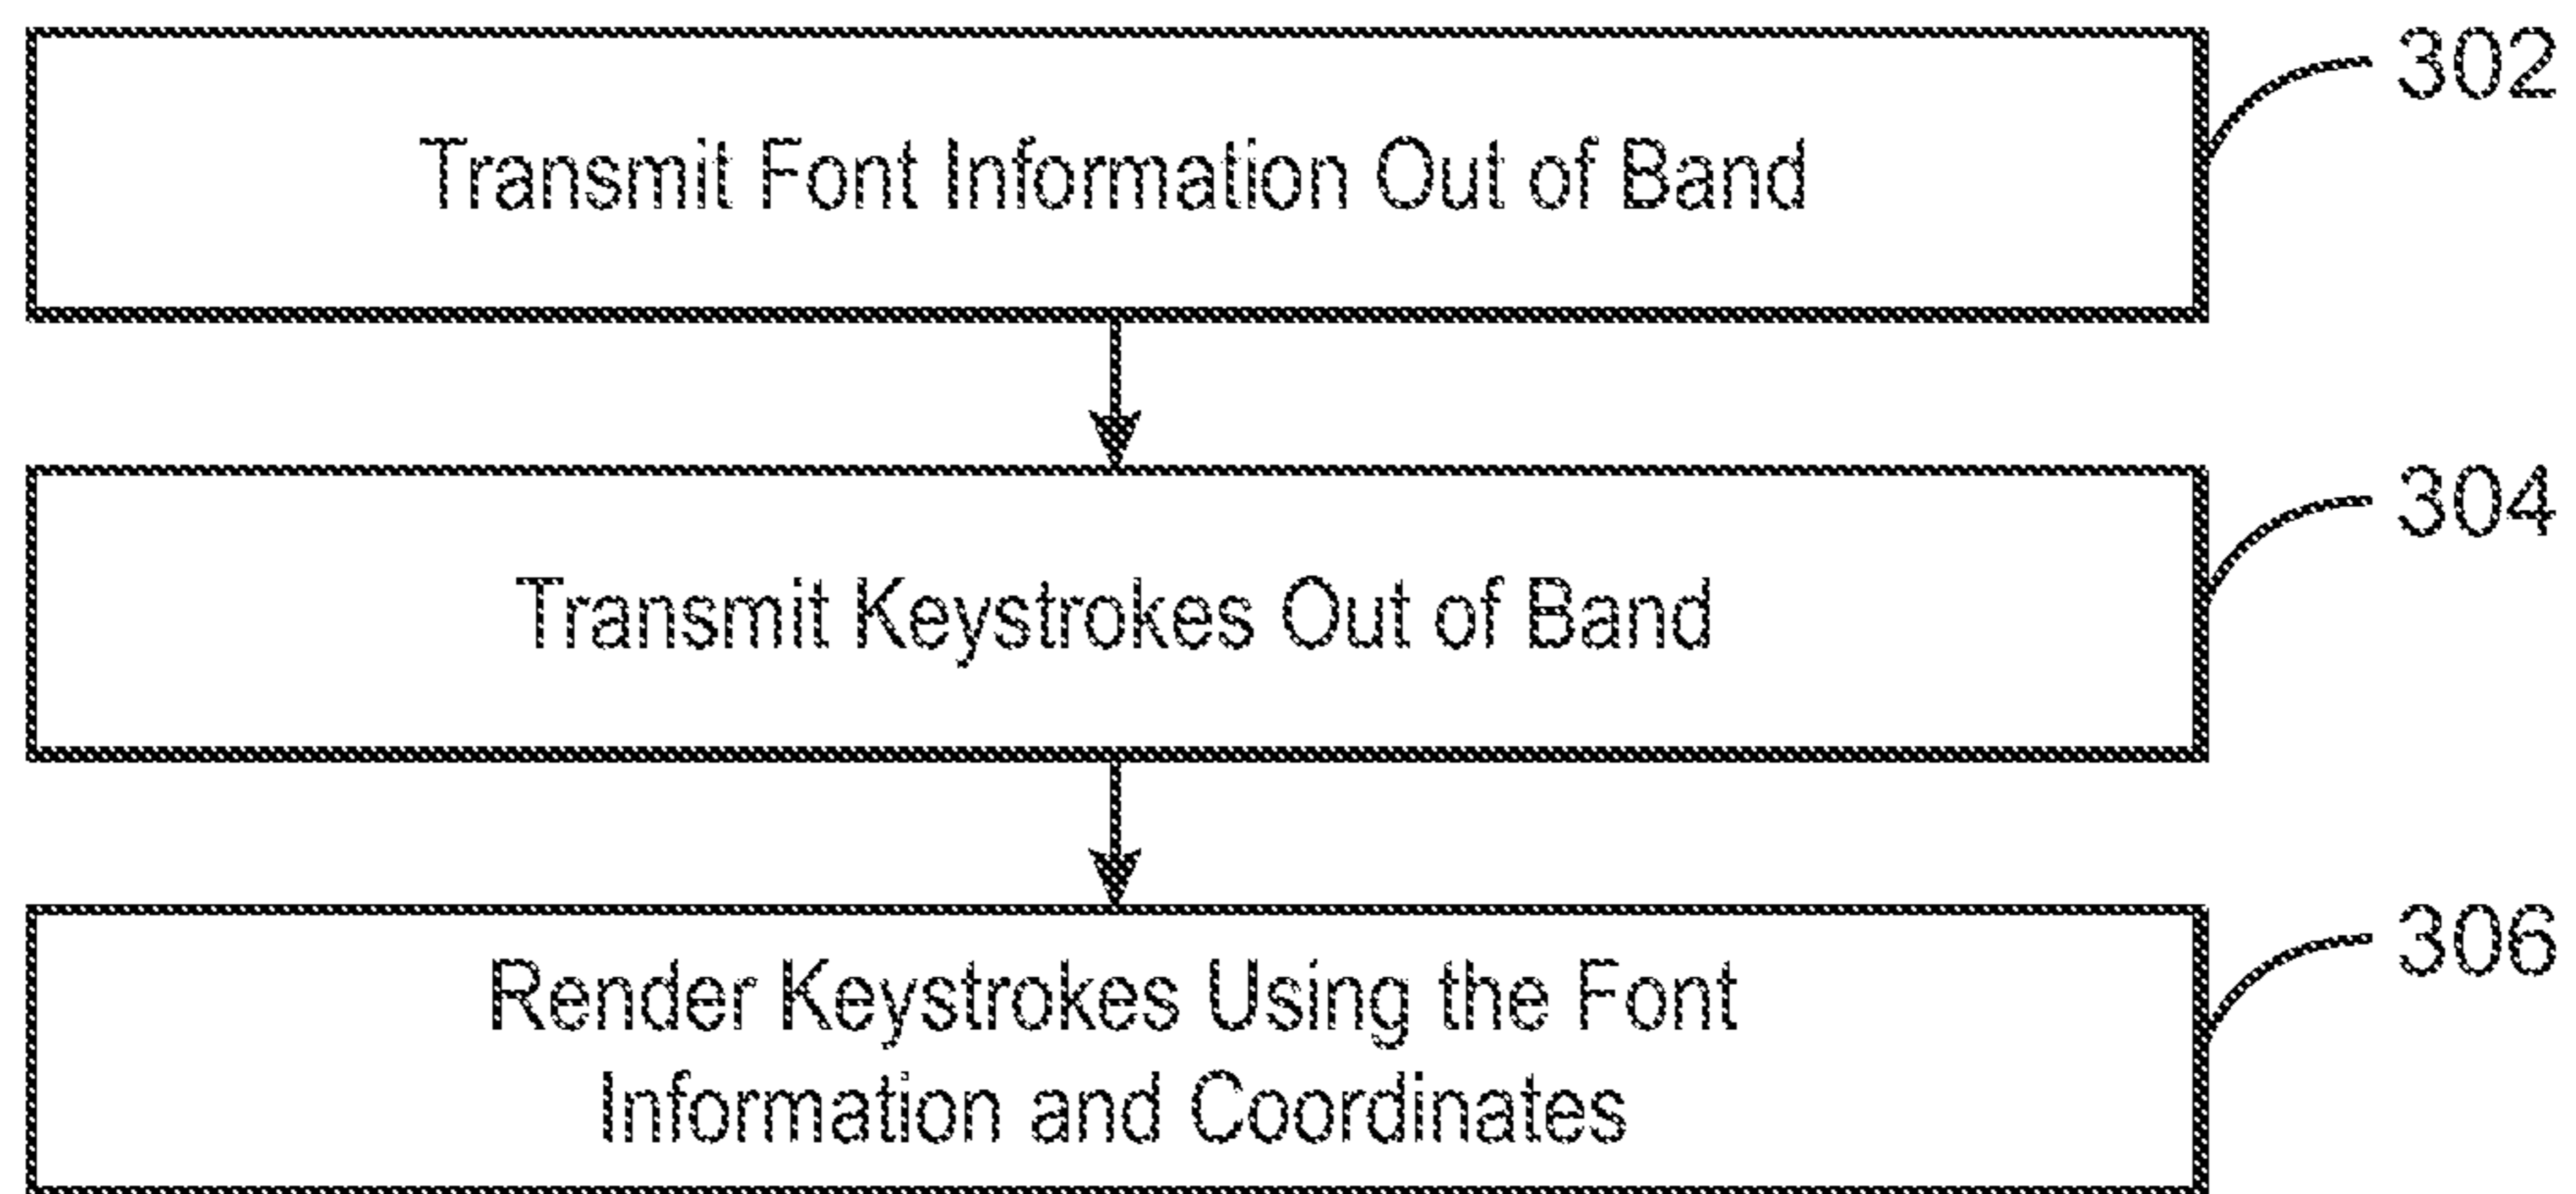 302
Transmit Font Information Out of Band
304
Transmit Keystrokes Out of Band
306
Render Keystrokes Using the Font
Information and Coordinates